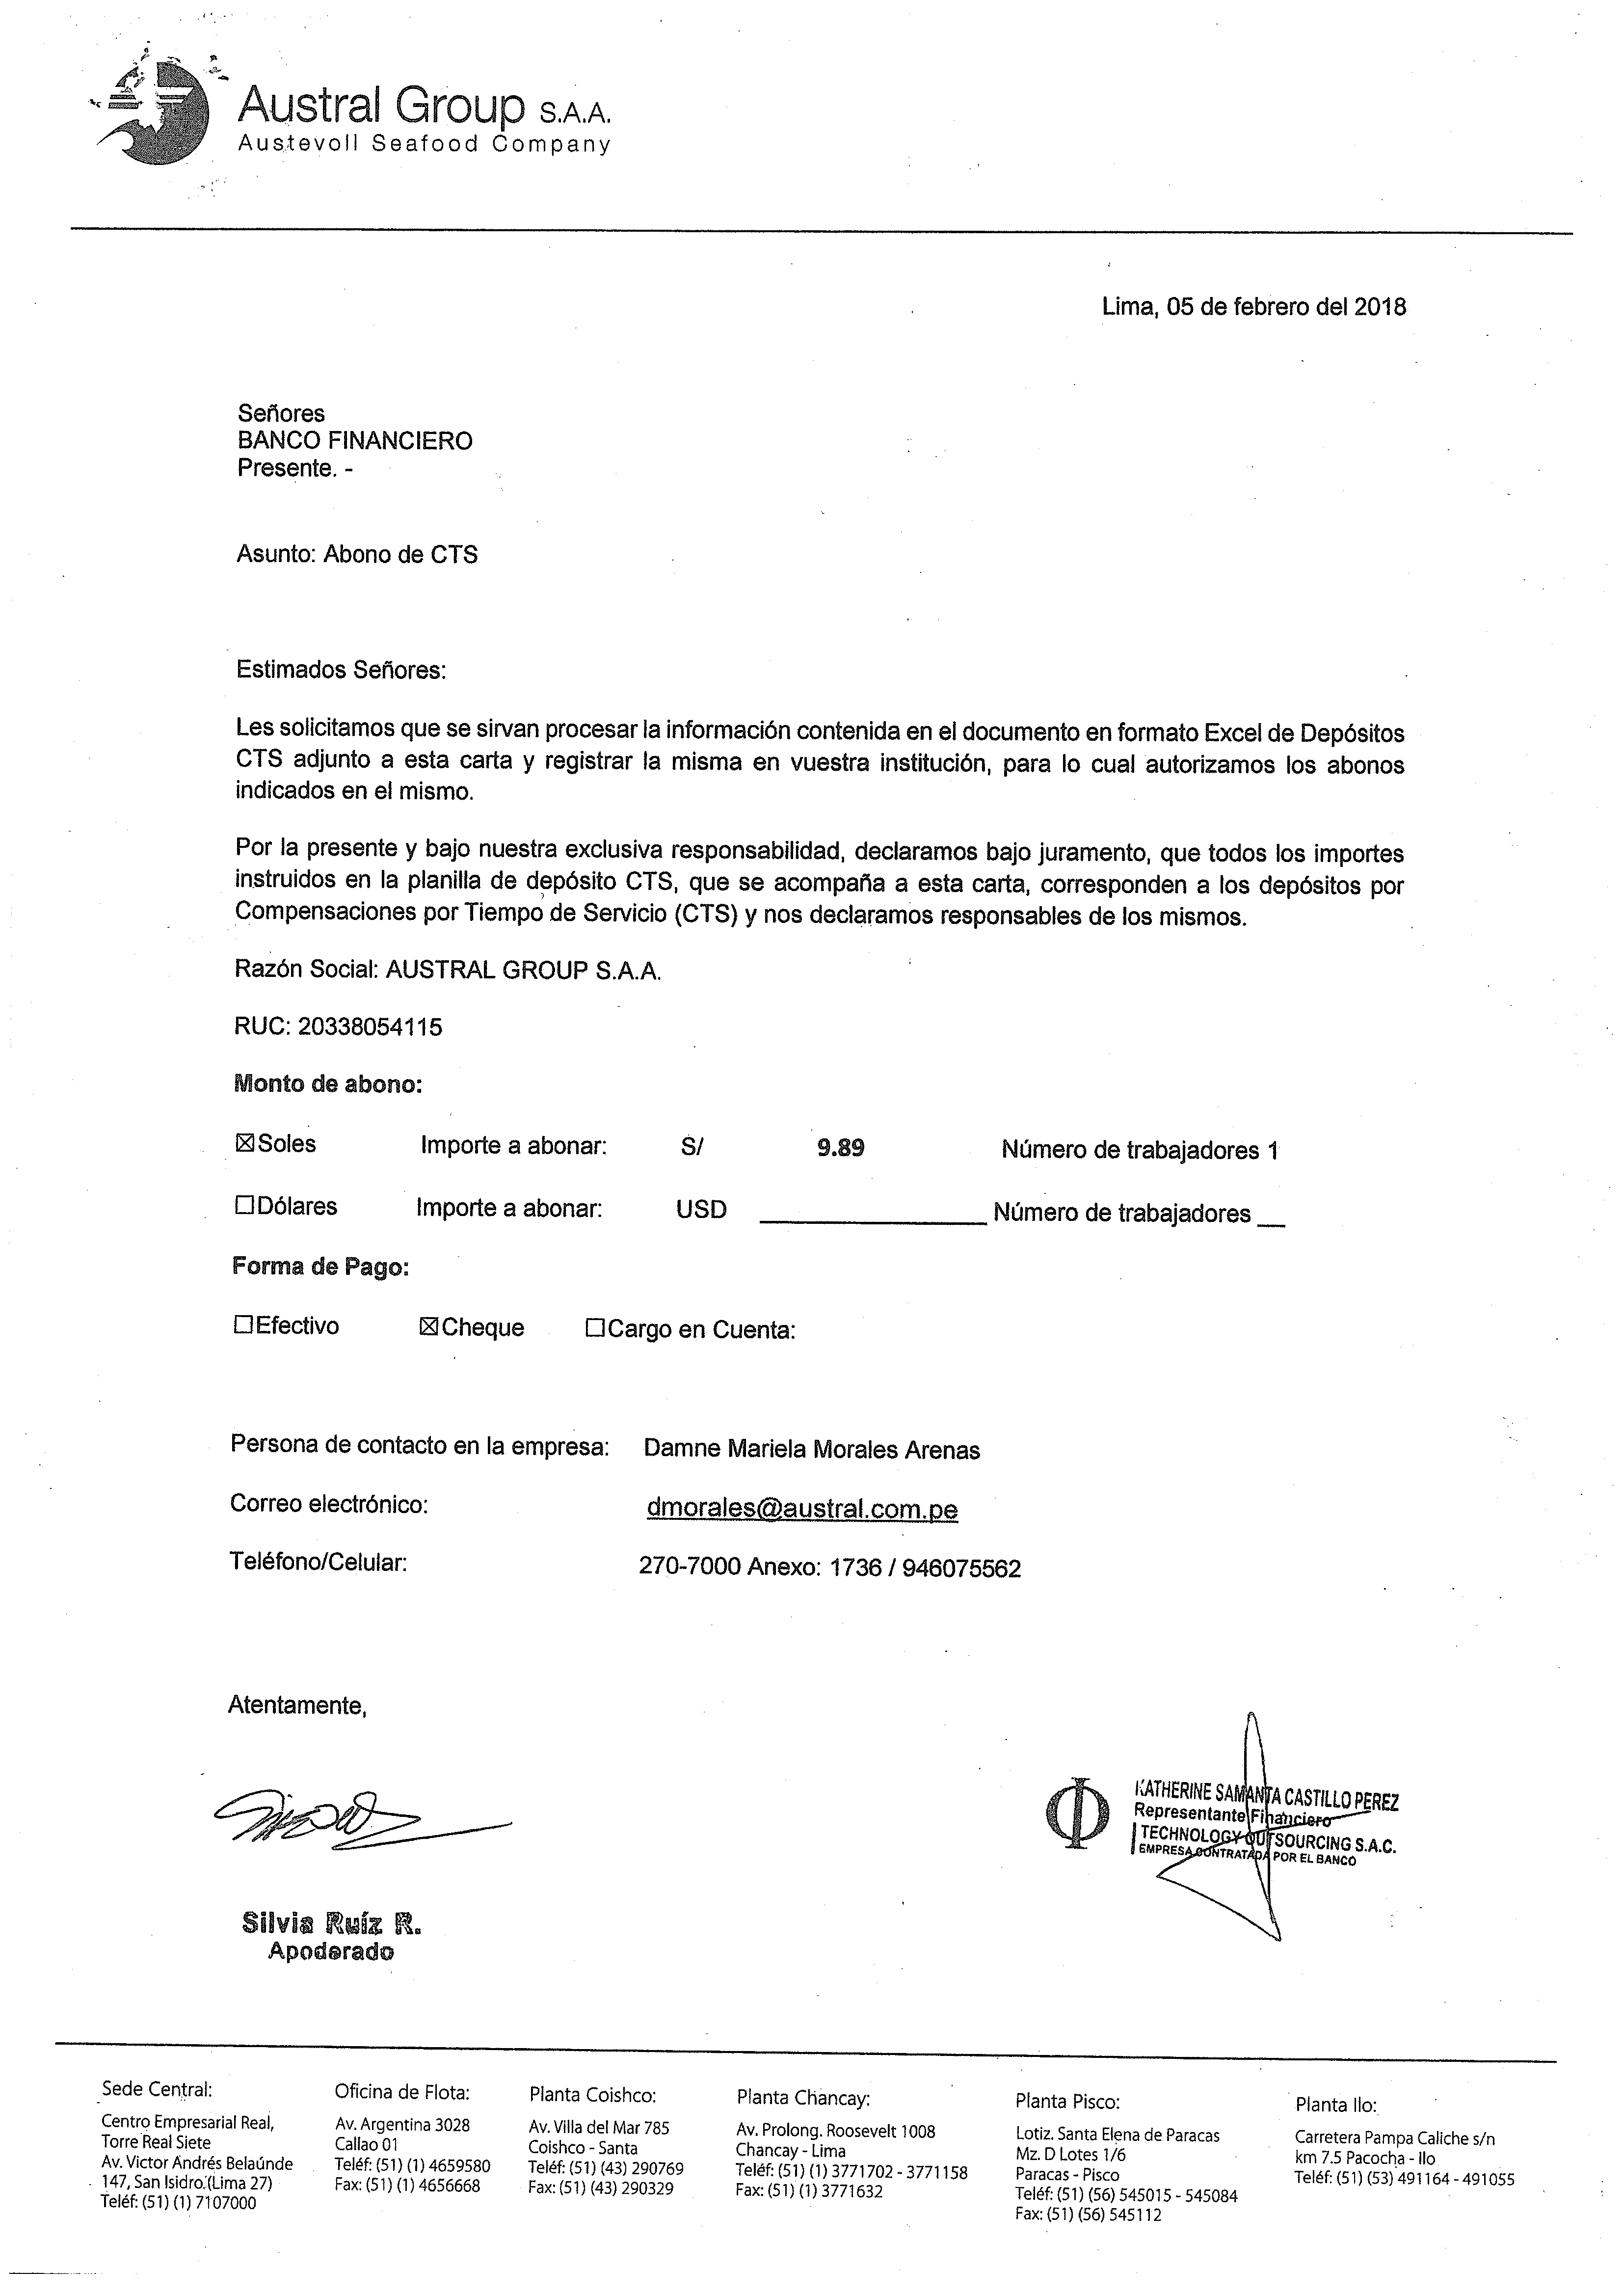 Austral Group S.A.A.
Austevoll Seafood Company
Lima, 05 de febrero del 2018
Señores
BANCO FINANCIERO
Presente. -
Asunto: Abono de CTS
Estimados Señores:
Les solicitamos que se sirvan procesar la información contenida en el documento en formato Excel de Depósitos
CTS adjunto a esta carta y registrar la misma en vuestra institución, para lo cual autorizamos los abonos
indicados en el mismo.
Por la presente y bajo nuestra exclusiva responsabilidad, declaramos bajo juramento, que todos los importes
instruidos en la planilla de depósito CTS, que se acompaña a esta carta, corresponden a los depósitos por
Compensaciones por Tiempo de Servicio (CTS) y nos declaramos responsables de los mismos.
Razón Social: AUSTRAL GROUP S.A.A.
RUC: 20338054115
Monto de abono:
☒Soles Importe a abonar: S/ 9.89 Número de trabajadores 1
☐Dólares Importe a abonar: USD ________________ Número de trabajadores __
Forma de Pago:
☐Efectivo ☒Cheque ☐Cargo en Cuenta:
Persona de contacto en la empresa: Damne Mariela Morales Arenas
Correo electrónico: dmorales@austral.com.pe
Teléfono/Celular: 270-7000 Anexo: 1736 / 946075562
Atentamente,
KATHERINE SAMANTA CASTILLO PEREZ
Representante Financiero
TECHNOLOGY OUTSOURCING S.A.C.
EMPRESA CONTRATADA POR EL BANCO
Silvia Ruíz R.
Apoderado
Sede Central:
Centro Empresarial Real,
Torre Real Siete
Av. Victor Andrés Belaúnde
147, San Isidro.(Lima 27)
Teléf: (51) (1) 7107000
Oficina de Flota:
Av. Argentina 3028
Callao 01
Teléf: (51) (1) 4659580
Fax: (51) (1) 4656668
Planta Coishco:
Av. Villa del Mar 785
Coishco - Santa
Teléf: (51) (43) 290769
Fax: (51) (43) 290329
Planta Chancay:
Av. Prolong. Roosevelt 1008
Chancay - Lima
Teléf: (51) (1) 3771702 - 3771158
Fax: (51) (1) 3771632
Planta Pisco:
Lotiz. Santa Elena de Paracas
Mz. D Lotes 1/6
Paracas - Pisco
Teléf: (51) (56) 545015 - 545084
Fax: (51) (56) 545112
Planta Ilo:
Carretera Pampa Caliche s/n
km 7.5 Pacocha - Ilo
Teléf: (51) (53) 491164 - 491055